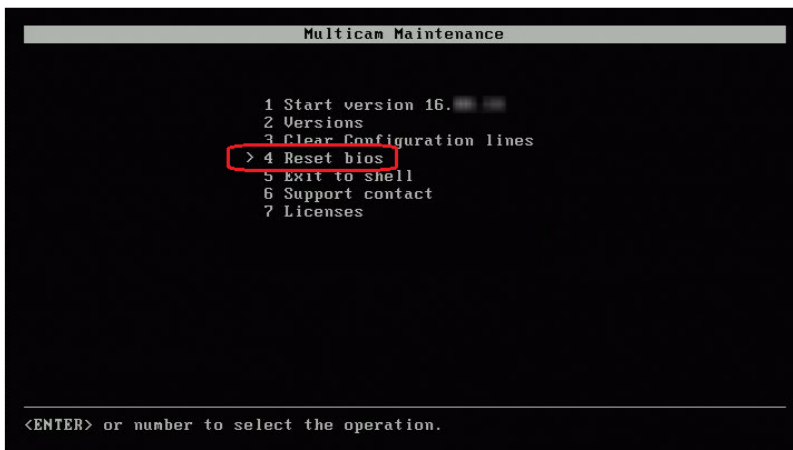 Multicam Maintenance
1 Start version 16.
2 Versions
3 Clear Configuration lines
> 4 Reset bios
5 Exit to shell
6 Support contact
7 Licenses
<ENTER> or number to select the operation.